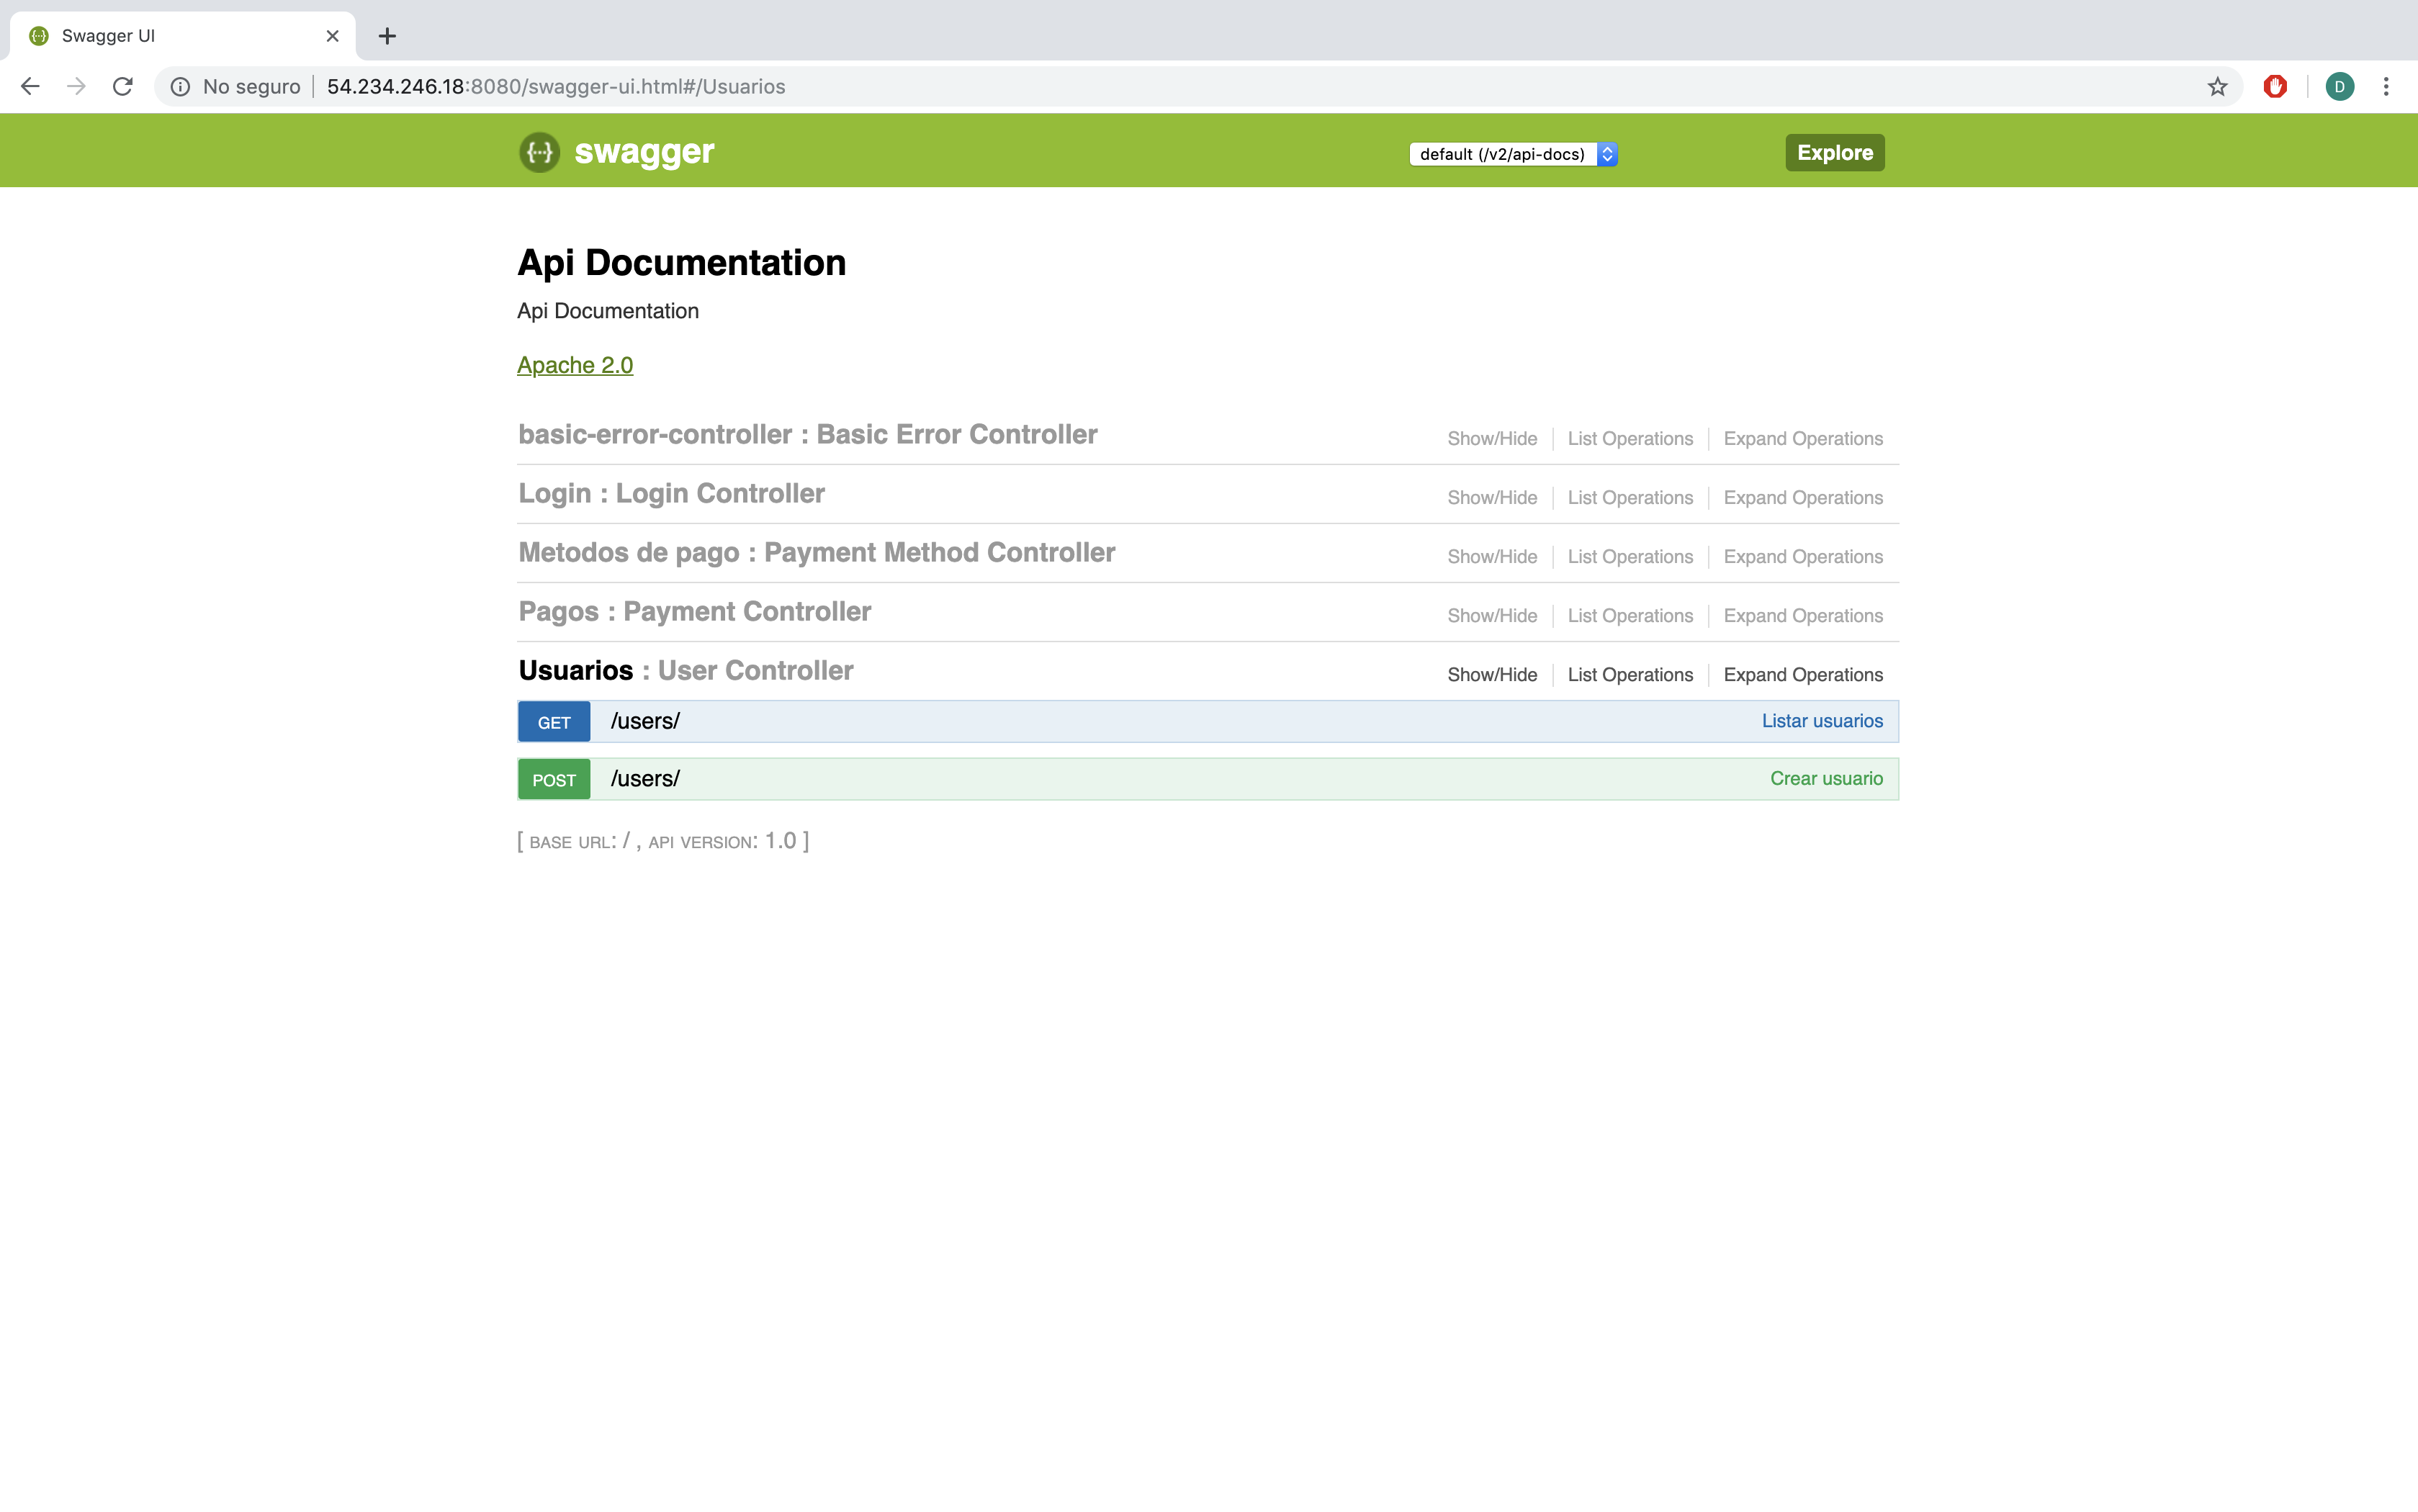 Swagger UI
No seguro 54.234.246.18:8080/swagger-ui.html#/Usuarios D
{···} swagger default (/v2/api-docs) Explore
Api Documentation
Api Documentation
Apache 2.0
basic-error-controller : Basic Error Controller Show/Hide List Operations Expand Operations
Login : Login Controller Show/Hide List Operations Expand Operations
Metodos de pago : Payment Method Controller Show/Hide List Operations Expand Operations
Pagos : Payment Controller Show/Hide List Operations Expand Operations
Usuarios : User Controller Show/Hide List Operations Expand Operations
GET /users/ Listar usuarios
POST /users/ Crear usuario
[ BASE URL: / , API VERSION: 1.0 ]